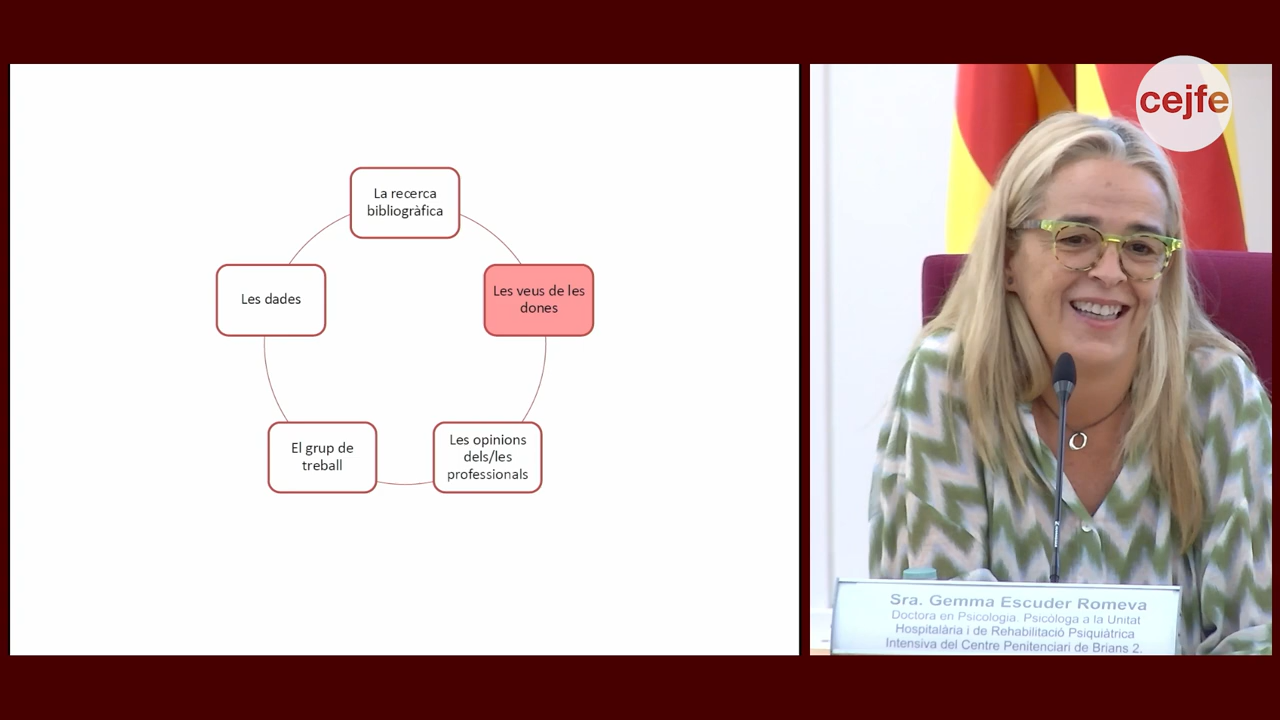 La recerca
bibliogràfica
Les dades
Les veus de les
dones
El grup de
treball
Les opinions
dels/les
professionals
cejfe
Sra. Gemma Escuder Romeva
Doctora en Psicologia. Psicòloga a la Unitat
Hospitalària i de Rehabilitació Psiquiàtrica
Intensiva del Centre Penitenciari de Brians 2.